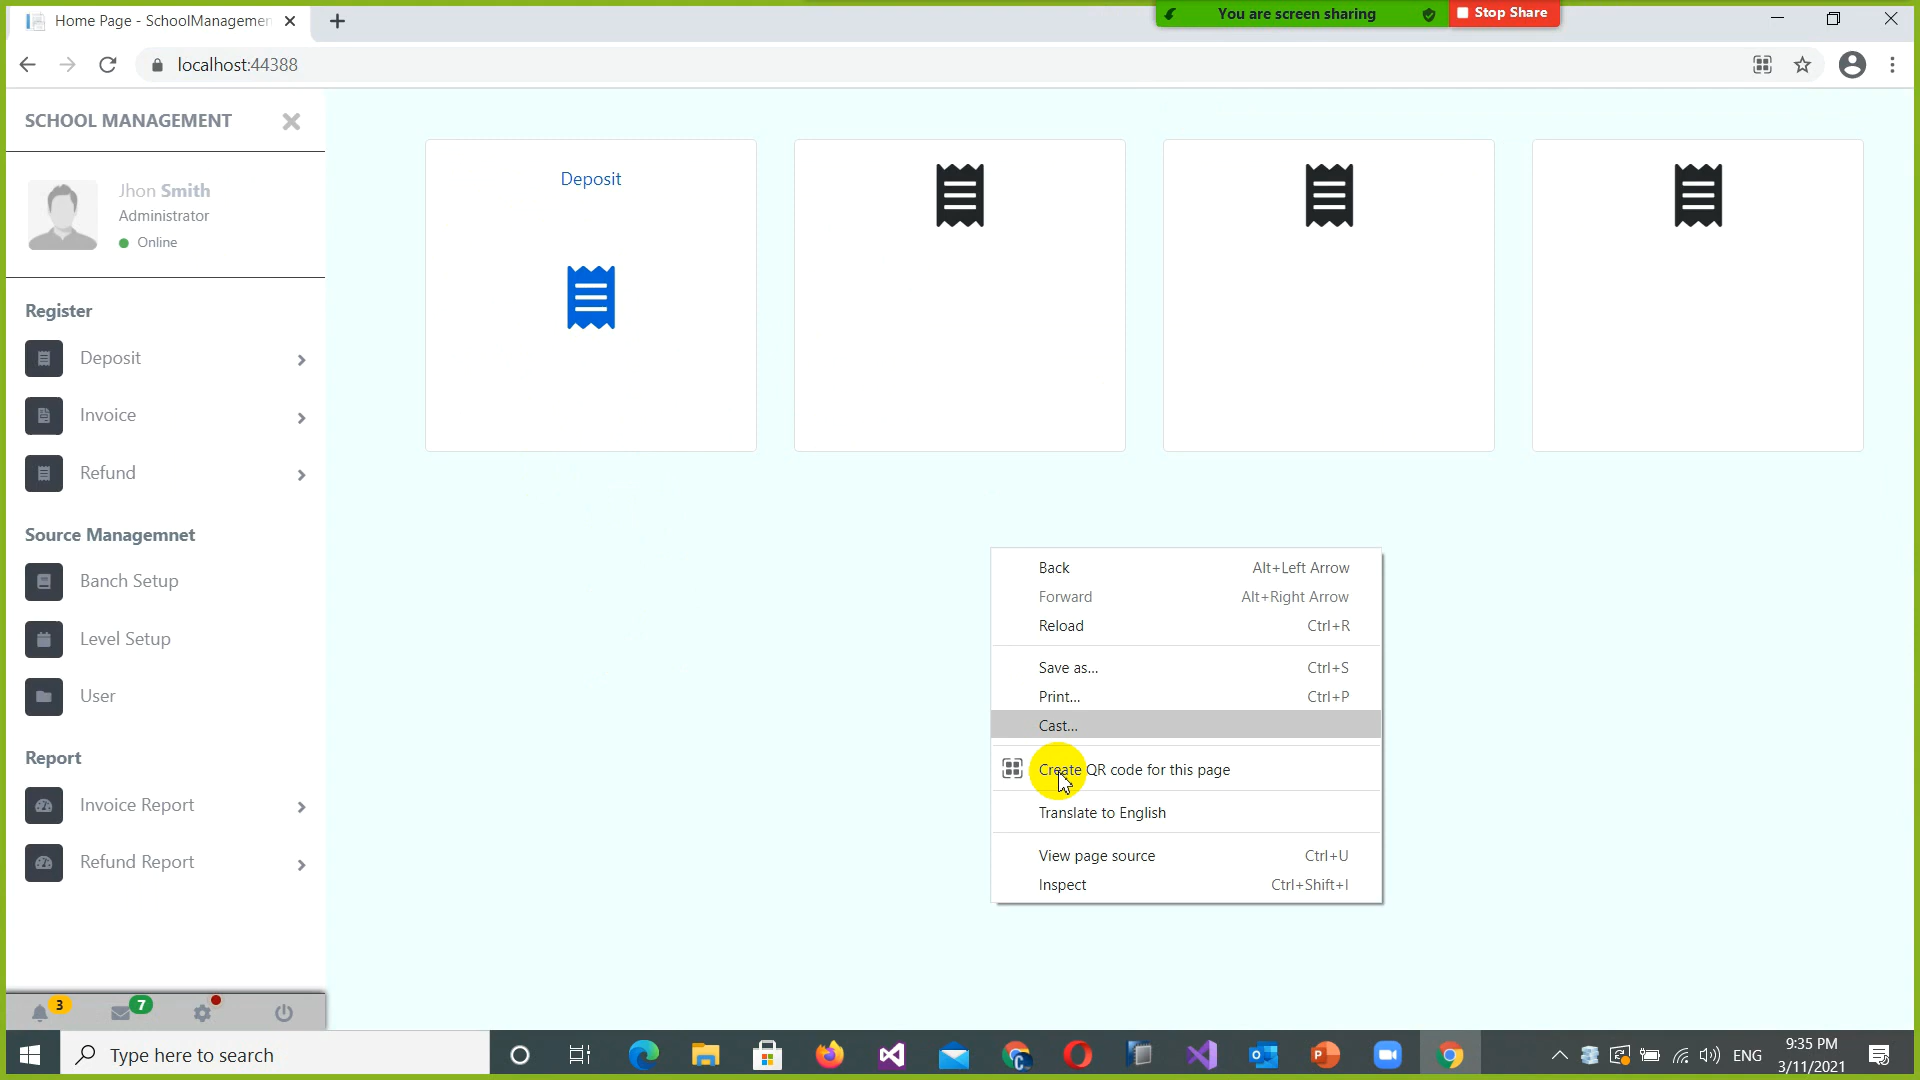 Home Page - SchoolManagemen
You are screen sharing
Stop Share
localhost:44388
SCHOOL MANAGEMENT
Jhon Smith
Administrator
Online
Register
Deposit
Invoice
Refund
Source Managemnet
Banch Setup
Level Setup
User
Report
Invoice Report
Refund Report
3
7
Deposit
Back Alt+Left Arrow
Forward Alt+Right Arrow
Reload Ctrl+R
Save as... Ctrl+S
Print... Ctrl+P
Cast...
Create QR code for this page
Translate to English
View page source Ctrl+U
Inspect Ctrl+Shift+I
Type here to search
ENG
9:35 PM
3/11/2021